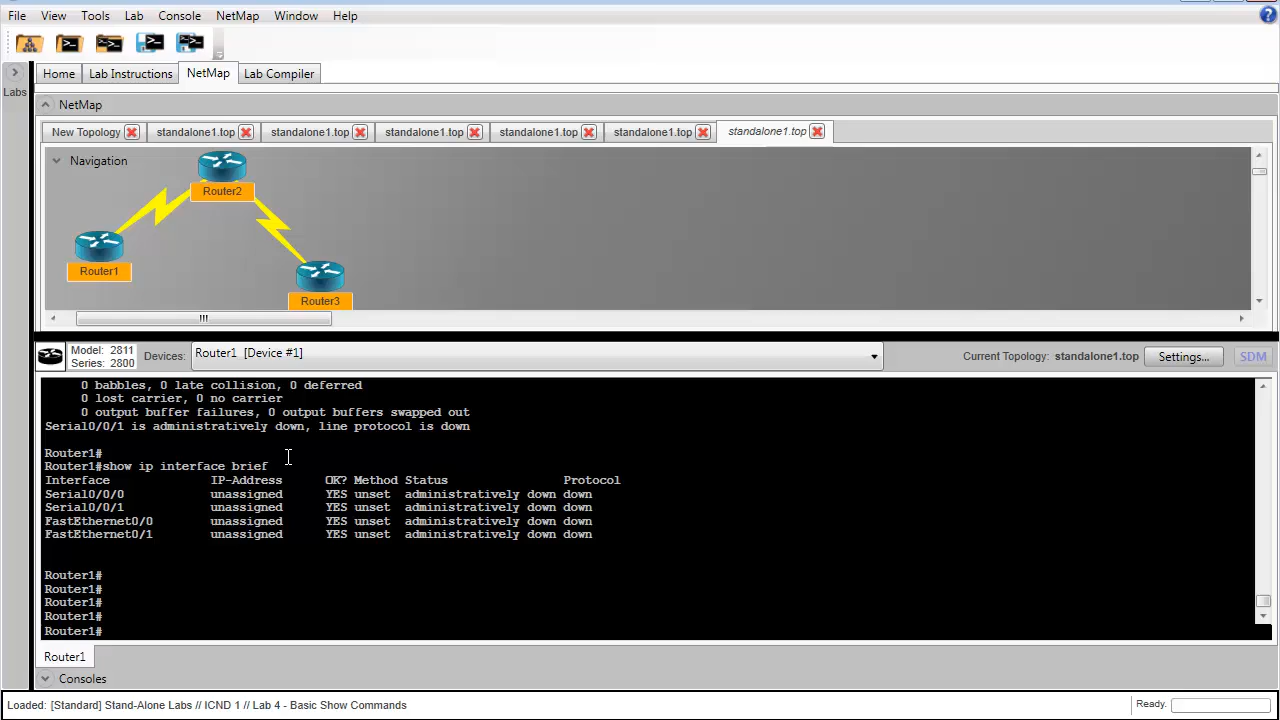 File View Tools Lab Console NetMap Window Help ?
Home Lab Instructions NetMap Lab Compiler
Labs
NetMap
New Topology standalone1.top standalone1.top standalone1.top standalone1.top standalone1.top standalone1.top
Navigation
Router2
Router1
Router3
Model: 2811
Series: 2800
Devices: Router1 [Device #1] Current Topology: standalone1.top Settings... SDM
0 babbles, 0 late collision, 0 deferred
0 lost carrier, 0 no carrier
0 output buffer failures, 0 output buffers swapped out
Serial0/0/1 is administratively down, line protocol is down
Router1#
Router1#show ip interface brief
Interface IP-Address OK? Method Status Protocol
Serial0/0/0 unassigned YES unset administratively down down
Serial0/0/1 unassigned YES unset administratively down down
FastEthernet0/0 unassigned YES unset administratively down down
FastEthernet0/1 unassigned YES unset administratively down down
Router1#
Router1#
Router1#
Router1#
Router1#
Router1
Consoles
Loaded: [Standard] Stand-Alone Labs // ICND 1 // Lab 4 - Basic Show Commands Ready.